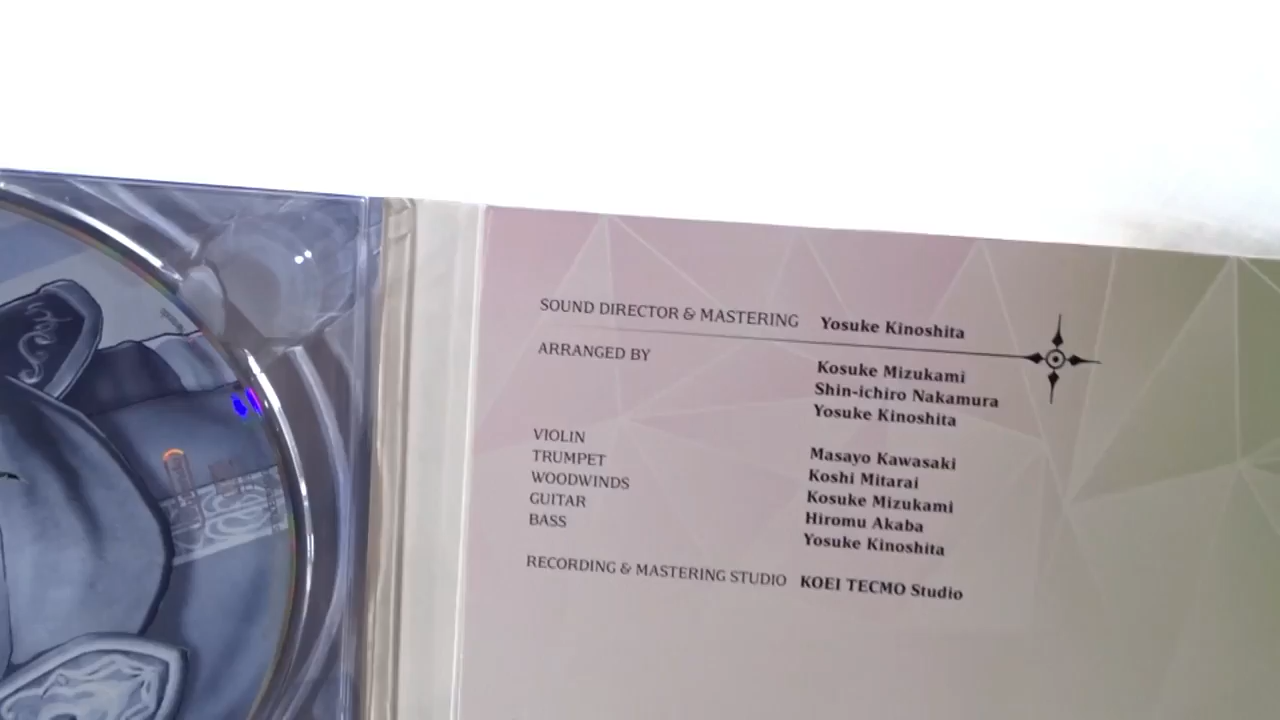 SOUND DIRECTOR & MASTERING Yosuke Kinoshita
ARRANGED BY
Kosuke Mizukami
Shin-ichiro Nakamura
Yosuke Kinoshita
VIOLIN Masayo Kawasaki
TRUMPET Koshi Mitarai
WOODWINDS Kosuke Mizukami
GUITAR Hiromu Akaba
BASS Yosuke Kinoshita
RECORDING & MASTERING STUDIO KOEI TECMO Studio